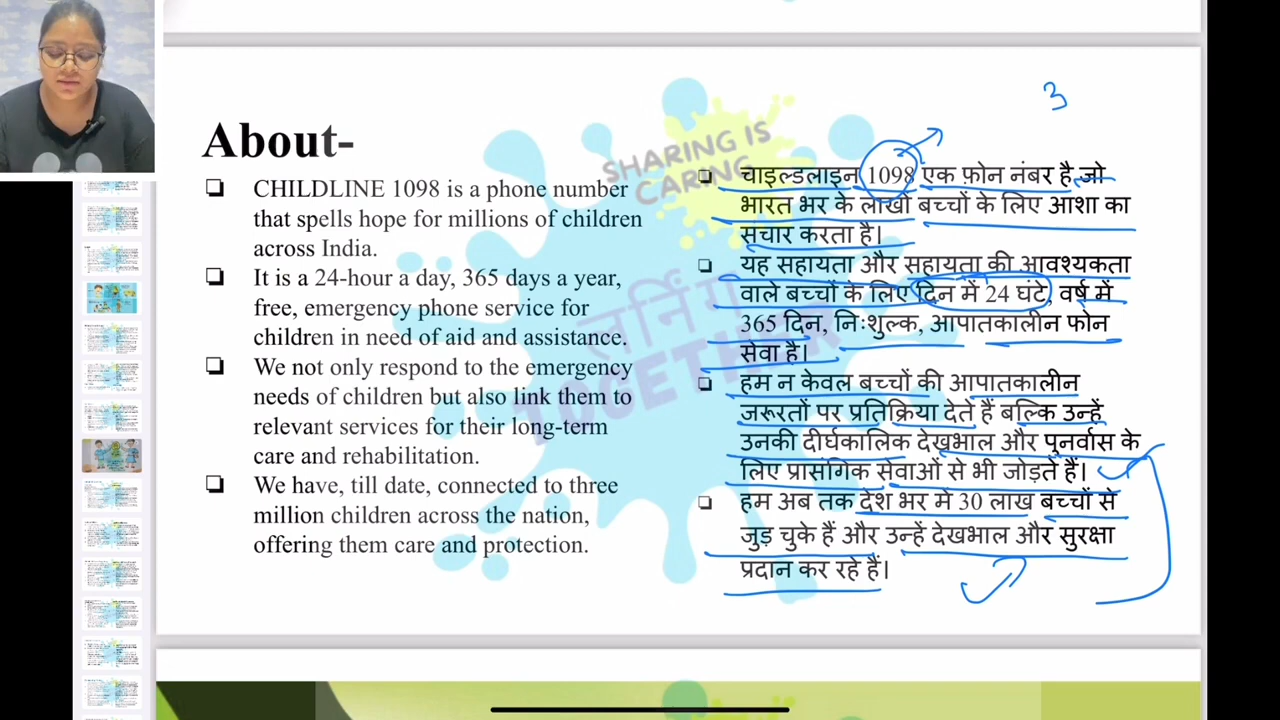 3
About-
CHILDLINE 1098 is a phone number
that spells hope for millions of children
across India.
It is a 24-hour a day, 365 days a year,
free, emergency phone service for
children in need of aid and assistance.
We not only respond to the emergency
needs of children but also link them to
relevant services for their long-term
care and rehabilitation.
We have, till date, connected to three
million children across the nation,
offering them care and protection.
SHARING IS
CARING
चाइल्डलाइन 1098 एक फ़ोन नंबर है जो
भारत भर के लाखों बच्चों के लिए आशा का
संचार करता है।
यह सहायता और सहायता की आवश्यकता
वाले बच्चों के लिए दिन में 24 घंटे, वर्ष में
365 दिन, निःशुल्क, आपातकालीन फोन
सेवा है।
हम न केवल बच्चों की आपातकालीन
जरूरतों पर प्रतिक्रिया देते हैं बल्कि उन्हें
उनकी दीर्घकालिक देखभाल और पुनर्वास के
लिए प्रासंगिक सेवाओं से भी जोड़ते हैं।
हम अब तक देश भर में 30 लाख बच्चों से
जुड़ चुके हैं और उन्हें देखभाल और सुरक्षा
प्रदान कर रहे हैं।